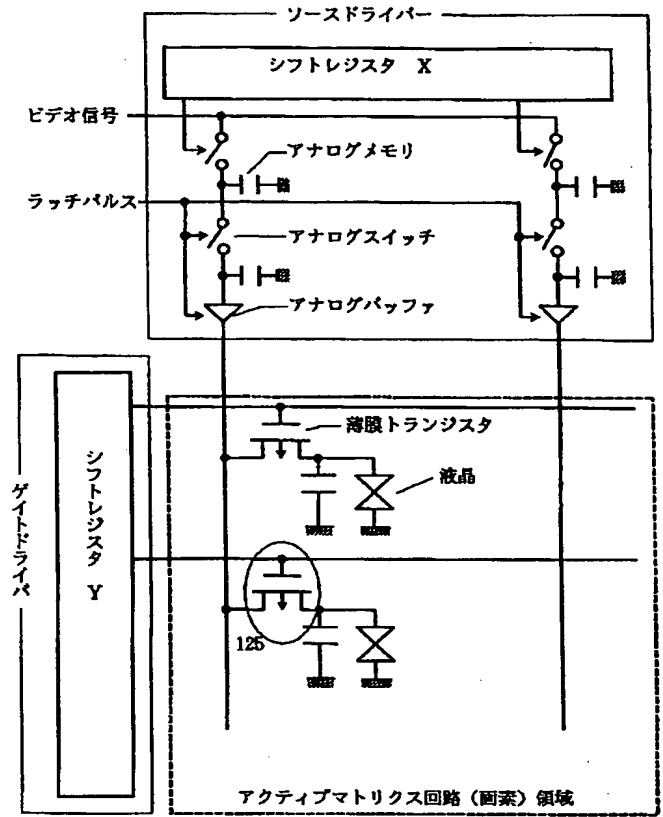 ソースドライバー
シフトレジスタ X
ビデオ信号
アナログメモリ
ラッチパルス
アナログスイッチ
アナログバッファ
薄膜トランジスタ
液晶
シフトレジスタ Y
ゲイトドライバ
125
アクティブマトリクス回路（画素）領域